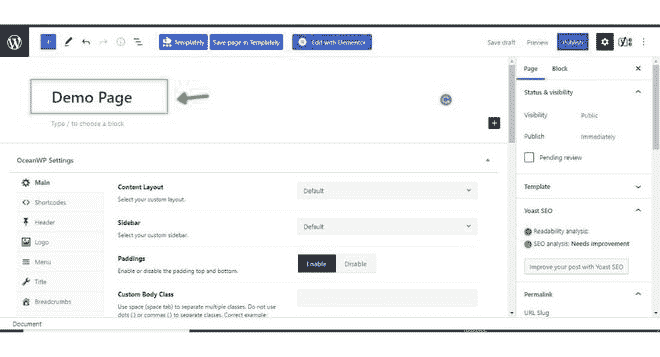 Templately
Save page in Templately
Edit with Elementor
Save draft
Preview
Publish
Demo Page
Type / to choose a block
OceanWP Settings
Main
Shortcodes
Header
Logo
Menu
Title
Breadcrumbs
Content Layout
Select your custom layout.
Default
Sidebar
Select your custom sidebar.
Default
Paddings
Enable or disable the padding top and bottom.
Enable
Disable
Custom Body Class
Use space (space tab) to separate multiple classes. Do not use
dots (.) or commas (,) to separate classes. Correct example:
Page
Block
Status & visibility
Visibility
Public
Publish
Immediately
Pending review
Template
Yoast SEO
Readability analysis:
SEO analysis: Needs improvement
Improve your post with Yoast SEO
Permalink
URL Slug
Document